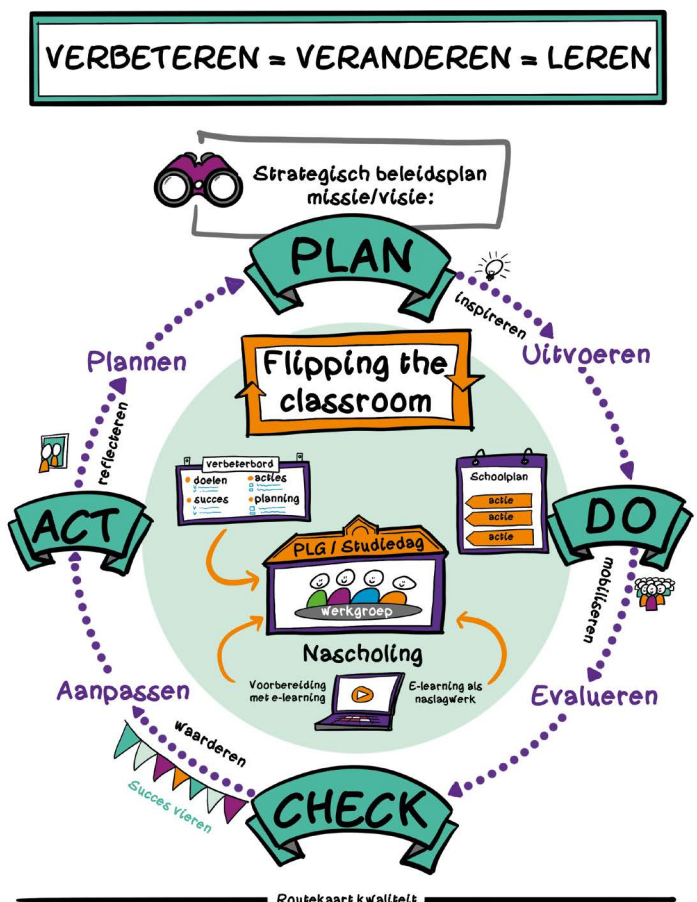 VERBETEREN = VERANDEREN = LEREN
Strategisch beleidsplan
missie/visie:
PLAN
inspireren
Uitvoeren
Plannen
reflecteren
Flipping the
classroom
Verbeterbord
doelen
acties
succes
planning
Schoolplan
actie
actie
actie
ACT
DO
PLG / Studiedag
werkgroep
mobiliseren
Nascholing
Voorbereiding
met e-learning
E-learning als
naslagwerk
Aanpassen
Evalueren
waarderen
Succes vieren
CHECK
Routekaart kwaliteit